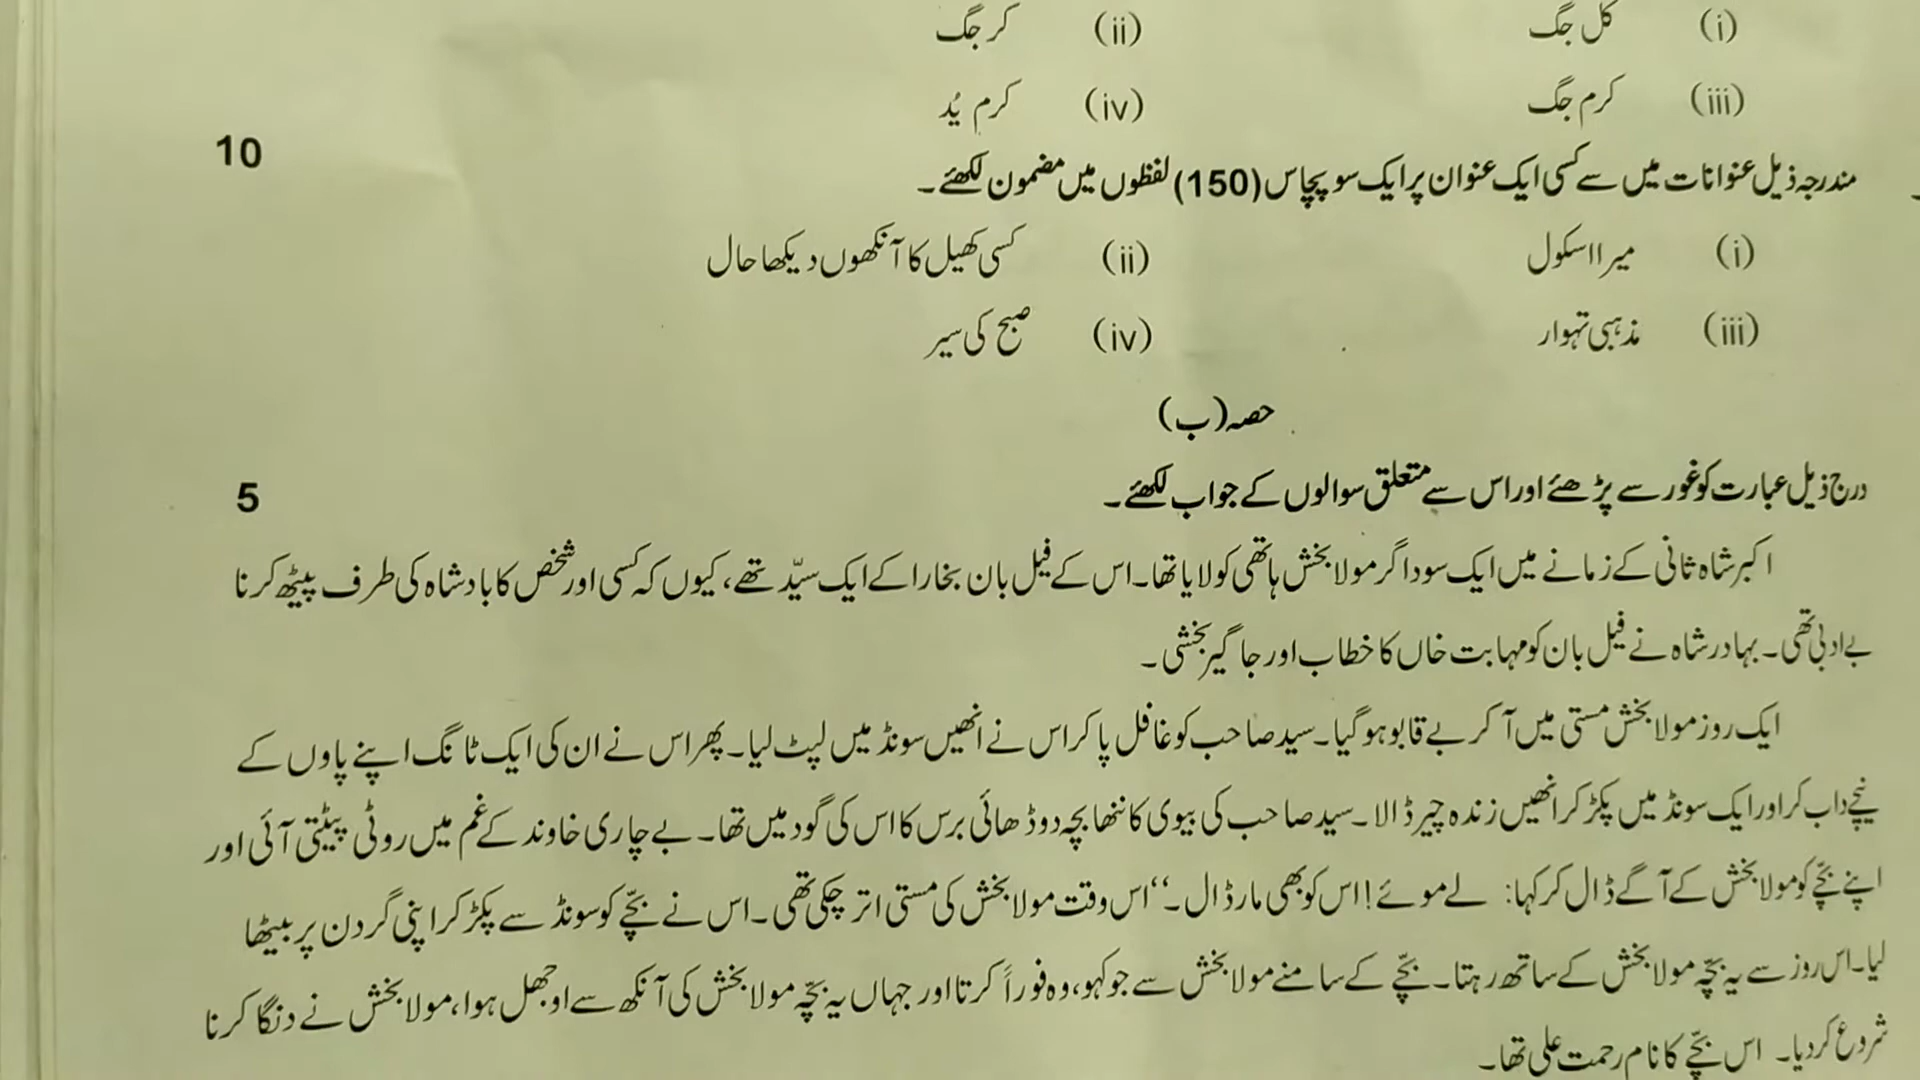 (i) کل جگ (ii) کر جگ
(iii) کرم جگ (iv) کرم یُد
مندرجہ ذیل عنوانات میں سے کسی ایک عنوان پر ایک سو پچاس (150) لفظوں میں مضمون لکھئے۔ 10
(i) میرا اسکول (ii) کسی کھیل کا آنکھوں دیکھا حال
(iii) مذہبی تہوار (iv) صبح کی سیر
حصہ (ب)
درج ذیل عبارت کو غور سے پڑھئے اور اس سے متعلق سوالوں کے جواب لکھئے۔ 5
اکبر شاہ ثانی کے زمانے میں ایک سوداگر مولا بخش ہاتھی کو لایا تھا۔ اس کے فیل بان بخارا کے ایک سیّد تھے، کیوں کہ کسی اور شخص کا بادشاہ کی طرف پیٹھ کرنا
بے ادبی تھی۔ بہادر شاہ نے فیل بان کو مہابت خاں کا خطاب اور جاگیر بخشی۔
ایک روز مولا بخش مستی میں آ کر بے قابو ہو گیا۔ سید صاحب کو غافل پا کر اس نے انھیں سونڈ میں لپٹ لیا۔ پھر اس نے ان کی ایک ٹانگ اپنے پاوں کے
نیچے داب کر اور ایک سونڈ میں پکڑ کر انھیں زندہ چیر ڈالا۔ سید صاحب کی بیوی کا ننھا بچہ دو ڈھائی برس کا اس کی گود میں تھا۔ بے چاری خاوند کے غم میں روٹی پیٹتی آئی اور
اپنے بچّے کو مولا بخش کے آگے ڈال کر کہا: لے موئے! اس کو بھی مار ڈال۔‘‘ اس وقت مولا بخش کی مستی اتر چکی تھی۔ اس نے بچّے کو سونڈ سے پکڑ کر اپنی گردن پر بیٹھا
لیا۔ اس روز سے یہ بچّہ مولا بخش کے ساتھ رہتا۔ بچّے کے سامنے مولا بخش سے جو کہو، وہ فوراً کرتا اور جہاں یہ بچّہ مولا بخش کی آنکھ سے اوجھل ہوا، مولا بخش نے دنگا کرنا
شروع کر دیا۔ اس بچّے کا نام رحمت علی تھا۔